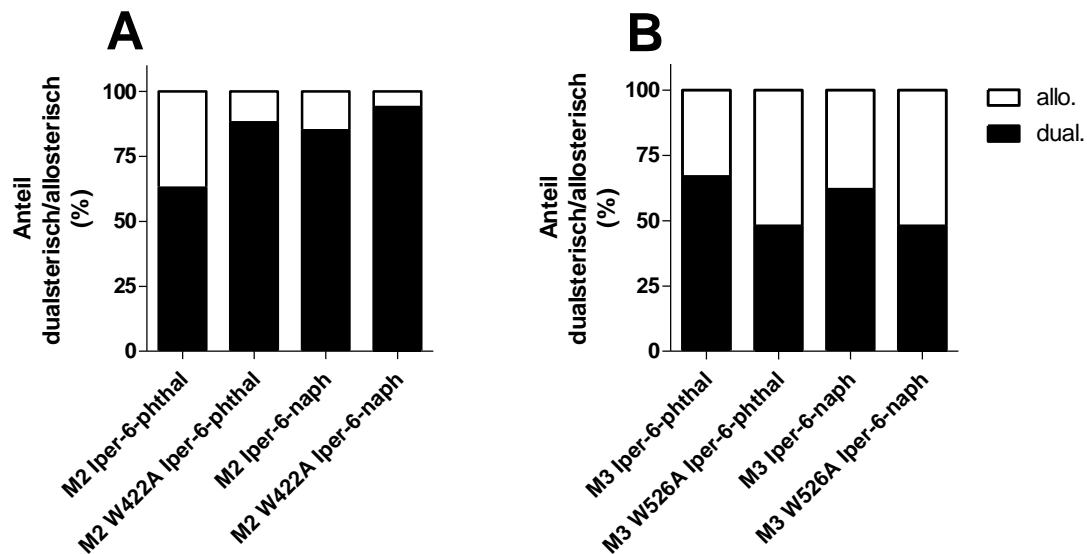 A
Anteil
dualsterisch/allosterisch
(%)
100
75
50
25
0
M2 Iper-6-phthal
M2 W422A Iper-6-phthal
M2 Iper-6-naph
M2 W422A Iper-6-naph
B
Anteil
dualsterisch/allosterisch
(%)
100
75
50
25
0
M3 Iper-6-phthal
M3 W526A Iper-6-phthal
M3 Iper-6-naph
M3 W526A Iper-6-naph
allo.
dual.